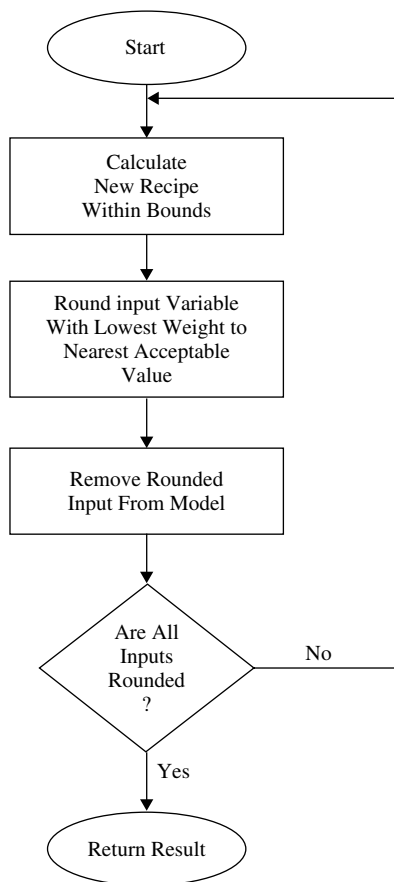 Start
Calculate
New Recipe
Within Bounds
Round input Variable
With Lowest Weight to
Nearest Acceptable
Value
Remove Rounded
Input From Model
Are All
Inputs
Rounded
?
No
Yes
Return Result